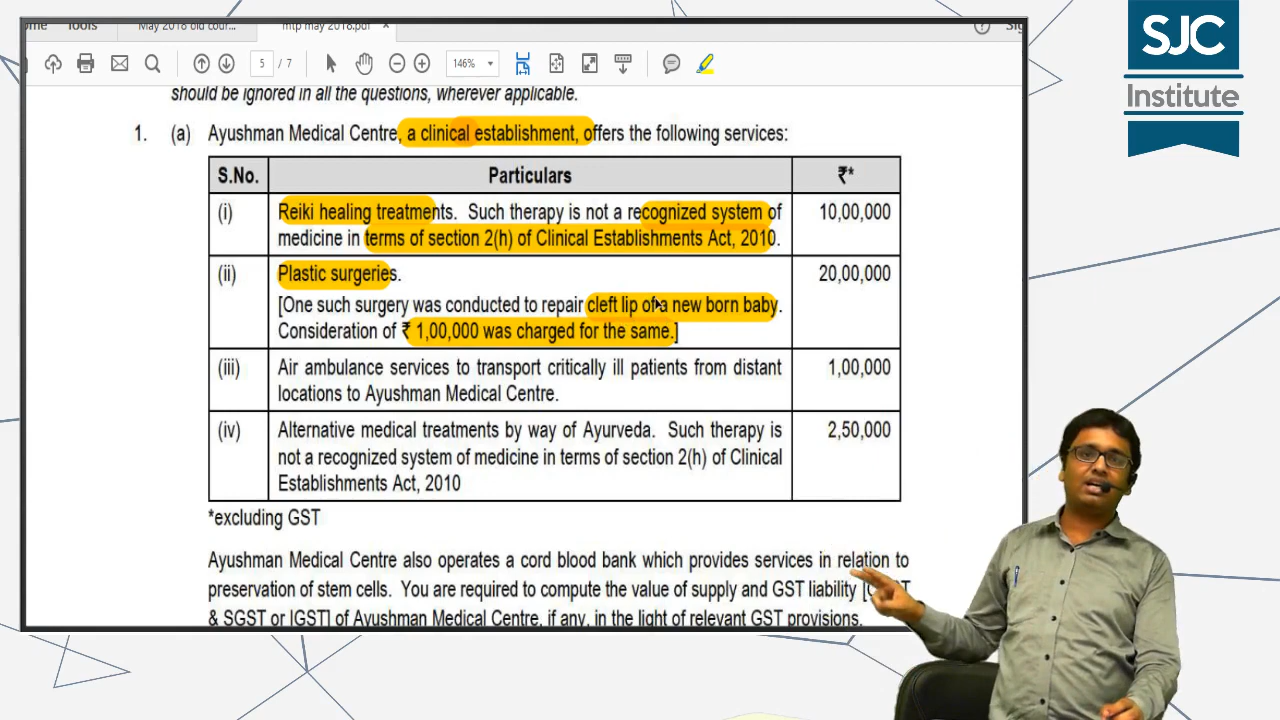 Tools
May 2018 old cour...
mtp may 2018.pdf
5 / 7
146%
should be ignored in all the questions, wherever applicable.
1. (a) Ayushman Medical Centre, a clinical establishment, offers the following services:
S.No. Particulars ₹*
(i) Reiki healing treatments. Such therapy is not a recognized system of 10,00,000
medicine in terms of section 2(h) of Clinical Establishments Act, 2010.
(ii) Plastic surgeries. 20,00,000
[One such surgery was conducted to repair cleft lip of a new born baby.
Consideration of ₹ 1,00,000 was charged for the same.]
(iii) Air ambulance services to transport critically ill patients from distant 1,00,000
locations to Ayushman Medical Centre.
(iv) Alternative medical treatments by way of Ayurveda. Such therapy is 2,50,000
not a recognized system of medicine in terms of section 2(h) of Clinical
Establishments Act, 2010
*excluding GST
Ayushman Medical Centre also operates a cord blood bank which provides services in relation to
preservation of stem cells. You are required to compute the value of supply and GST liability
& SGST or IGST] of Ayushman Medical Centre, if any, in the light of relevant GST provisions.
SJC
Institute